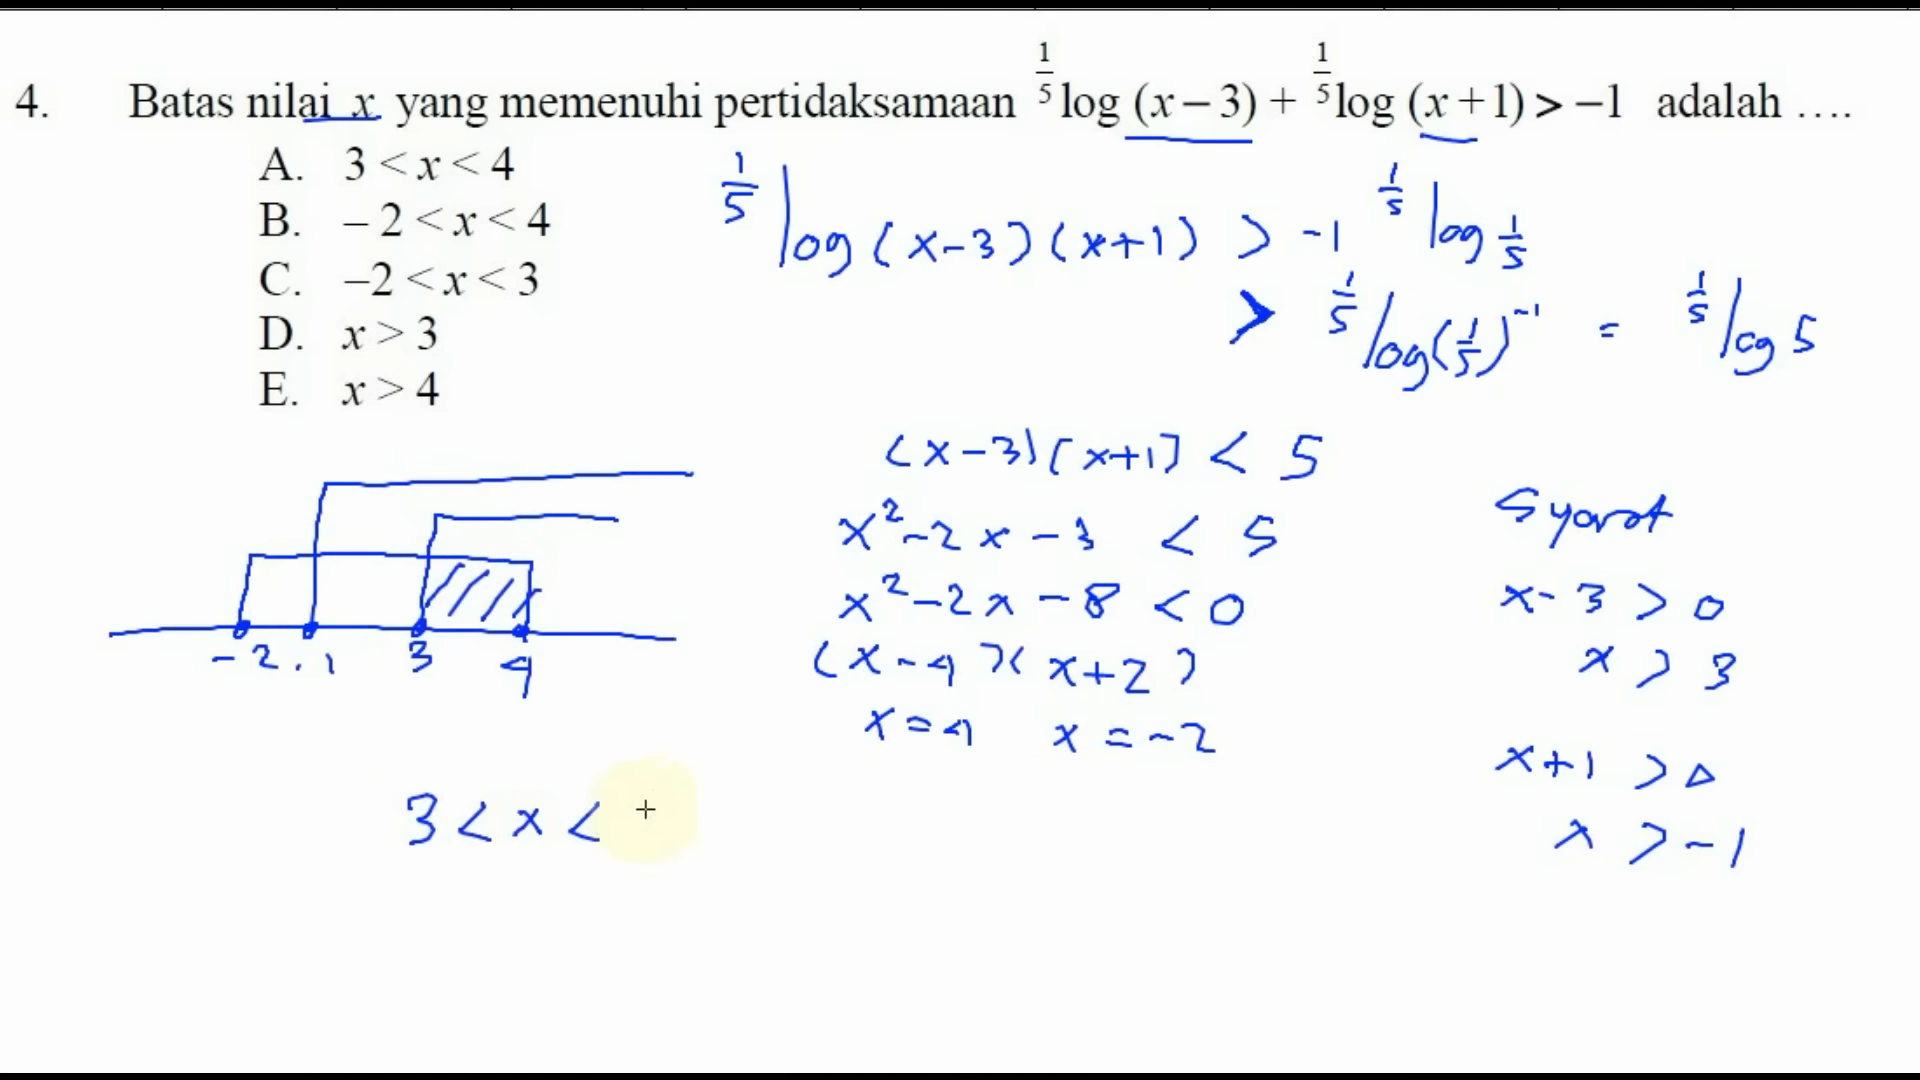 4. Batas nilai x yang memenuhi pertidaksamaan 1/5 log (x − 3) + 1/5 log (x + 1) > −1 adalah ....
A. 3 < x < 4
B. – 2 < x < 4
C. –2 < x < 3
D. x > 3
E. x > 4
1/5 log (x-3)(x+1) > -1 1/5 log 1/5
> 1/5 log(1/5)^-1 = 1/5 log 5
(x-3)(x+1) < 5
x²-2x-3 < 5
x²-2x-8 < 0
(x-4)(x+2)
x=4 x=-2
Syarat
x-3 > 0
x > 3
x+1 > 0
x > -1
-2 -1 3 4
3 < x <